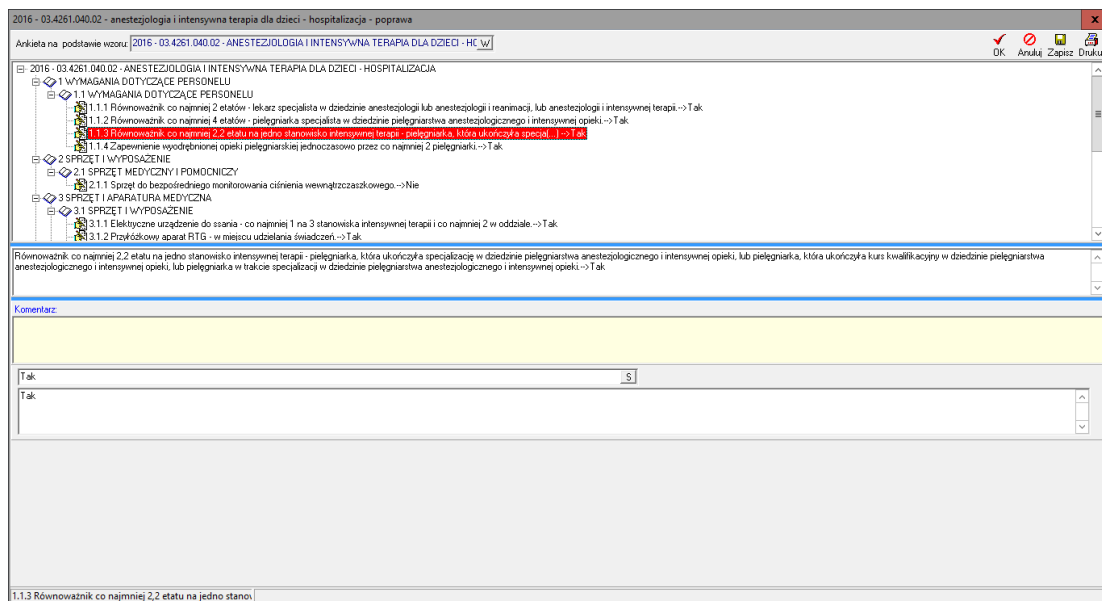 2016 - 03.4261.040.02 - anestezjologia i intensywna terapia dla dzieci - hospitalizacja - poprawa
x
Ankieta na podstawie wzoru: 2016 - 03.4261.040.02 - ANESTEZJOLOGIA I INTENSYWNA TERAPIA DLA DZIECI - HC W
OK Anuluj Zapisz Druku
2016 - 03.4261.040.02 - ANESTEZJOLOGIA I INTENSYWNA TERAPIA DLA DZIECI - HOSPITALIZACJA
1 WYMAGANIA DOTYCZĄCE PERSONELU
1.1 WYMAGANIA DOTYCZĄCE PERSONELU
1.1.1 Równoważnik co najmniej 2 etatów - lekarz specjalista w dziedzinie anestezjologii lub anestezjologii i reanimacji, lub anestezjologii i intensywnej terapii.-->Tak
1.1.2 Równoważnik co najmniej 4 etatów - pielęgniarka specjalista w dziedzinie pielęgniarstwa anestezjologicznego i intensywnej opieki.-->Tak
1.1.3 Równoważnik co najmniej 2,2 etatu na jedno stanowisko intensywnej terapii - pielęgniarka, która ukończyła specja(...) -->Tak
1.1.4 Zapewnienie wyodrębnionej opieki pielęgniarskiej jednoczasowo przez co najmniej 2 pielęgniarki.-->Tak
2 SPRZĘT I WYPOSAŻENIE
2.1 SPRZĘT MEDYCZNY I POMOCNICZY
2.1.1 Sprzęt do bezpośredniego monitorowania ciśnienia wewnątrzczaszkowego.-->Nie
3 SPRZĘT I APARATURA MEDYCZNA
3.1 SPRZĘT I WYPOSAŻENIE
3.1.1 Elektryczne urządzenie do ssania - co najmniej 1 na 3 stanowiska intensywnej terapii i co najmniej 2 w oddziale.-->Tak
3.1.2 Przyłóżkowy aparat RTG - w miejscu udzielania świadczeń.-->Tak
Równoważnik co najmniej 2,2 etatu na jedno stanowisko intensywnej terapii - pielęgniarka, która ukończyła specjalizację w dziedzinie pielęgniarstwa anestezjologicznego i intensywnej opieki, lub pielęgniarka, która ukończyła kurs kwalifikacyjny w dziedzinie pielęgniarstwa
anestezjologicznego i intensywnej opieki, lub pielęgniarka w trakcie specjalizacji w dziedzinie pielęgniarstwa anestezjologicznego i intensywnej opieki.-->Tak
Komentarz:
Tak S
Tak
1.1.3 Równoważnik co najmniej 2,2 etatu na jedno stanow